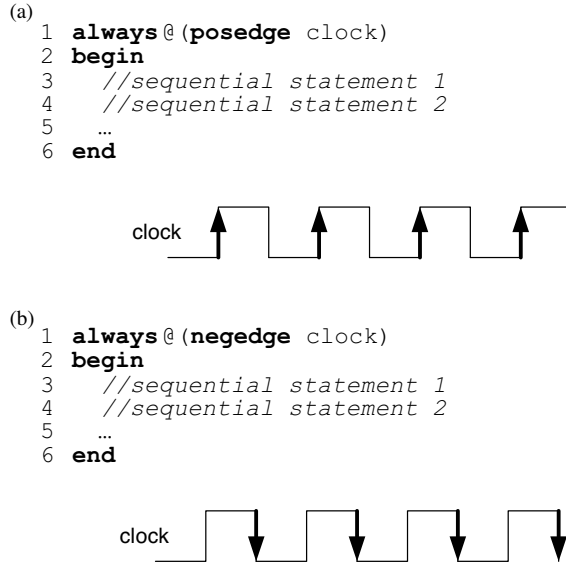 (a)
1 always@(posedge clock)
2 begin
3 //sequential statement 1
4 //sequential statement 2
5 …
6 end
clock
(b)
1 always@(negedge clock)
2 begin
3 //sequential statement 1
4 //sequential statement 2
5 …
6 end
clock